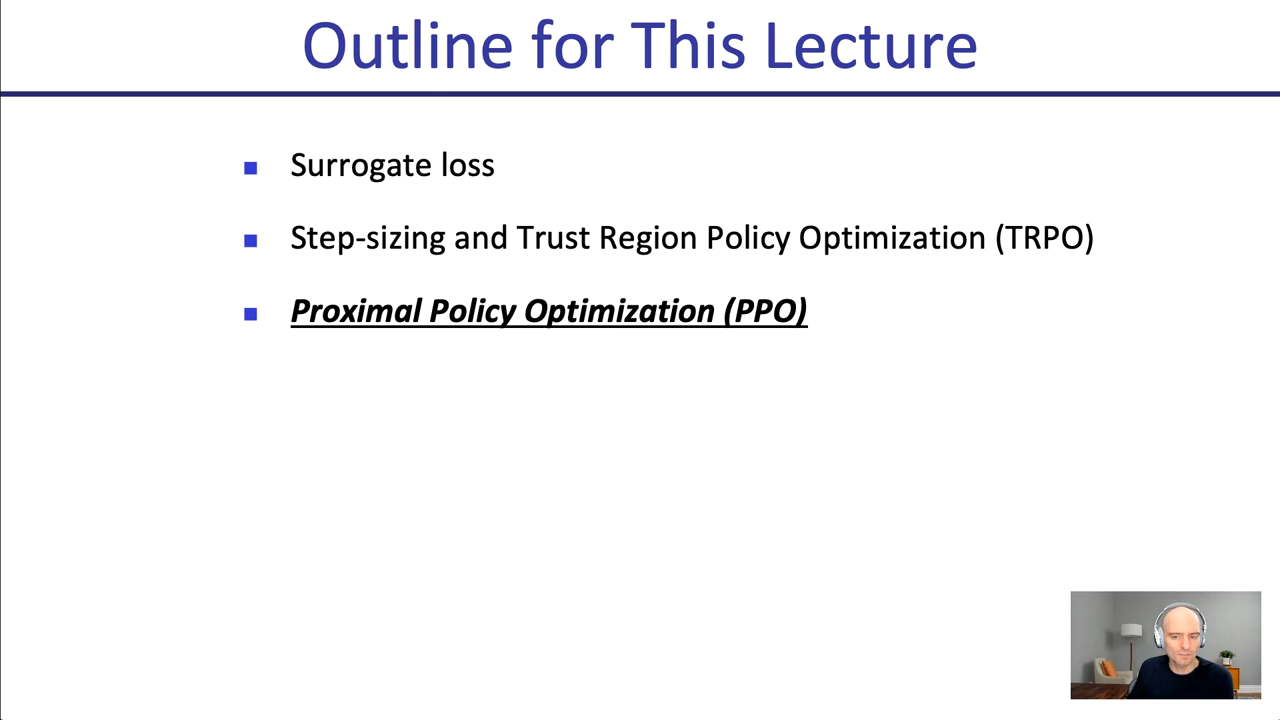 Outline for This Lecture
Surrogate loss
Step-sizing and Trust Region Policy Optimization (TRPO)
Proximal Policy Optimization (PPO)